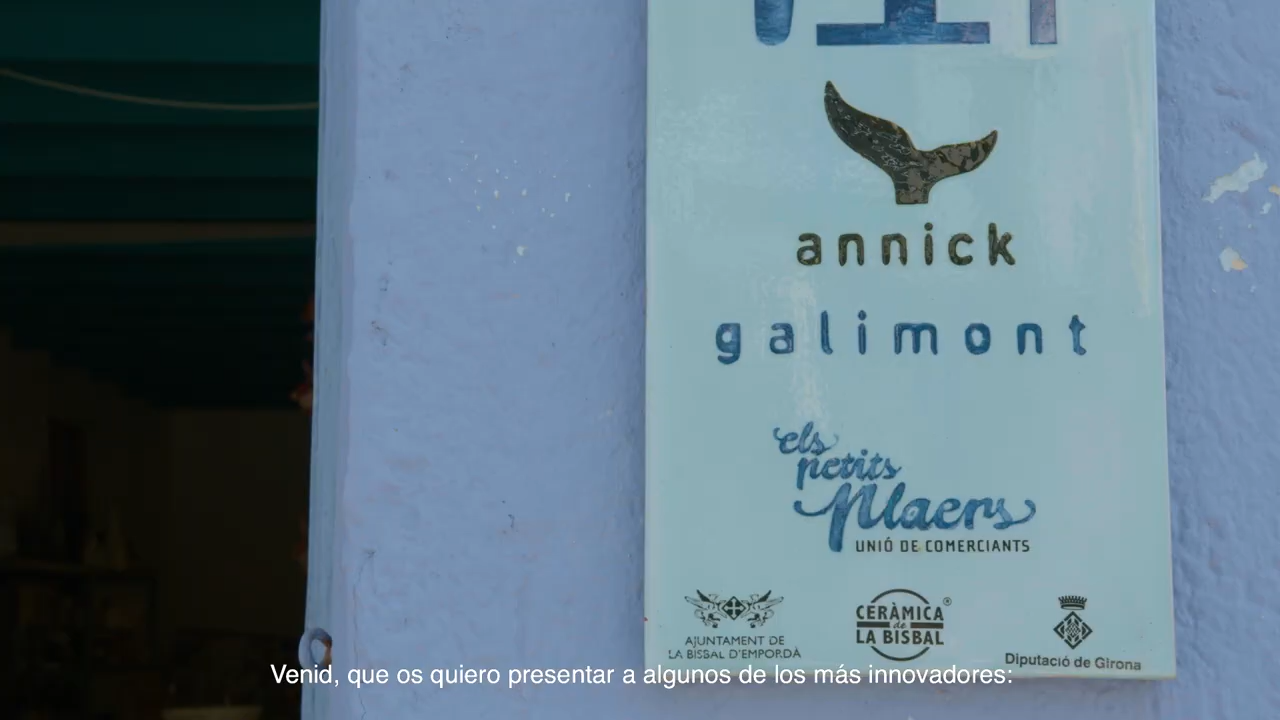 annick
galimont
els
petits
Plaers
UNIÓ DE COMERCIANTS
AJUNTAMENT DE
LA BISBAL D'EMPORDÀ
CERÀMICA
de
LA BISBAL
Diputació de Girona
Venid, que os quiero presentar a algunos de los más innovadores: